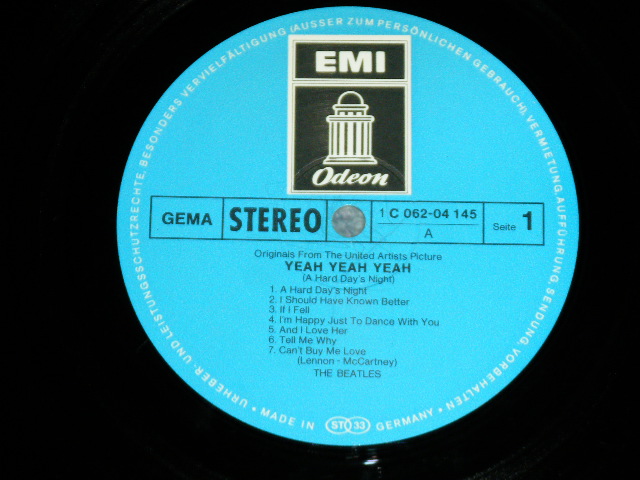 URHEBER- UND LEISTUNGSSCHUTZRECHTE, BESONDERS VERVIELFÄLTIGUNG (AUSSER ZUM PERSÖNLICHEN GEBRAUCH), VERMIETUNG, AUFFÜHRUNG, SENDUNG, VORBEHALTEN
EMI
Odeon
GEMA STEREO 1 C 062-04 145 Seite 1
A
Originals From The United Artists Picture
YEAH YEAH YEAH
(A Hard Day's Night)
1. A Hard Day's Night
2. I Should Have Known Better
3. If I Fell
4. I'm Happy Just To Dance With You
5. And I Love Her
6. Tell Me Why
7. Can't Buy Me Love
(Lennon - McCartney)
THE BEATLES
• MADE IN STO 33 GERMANY •